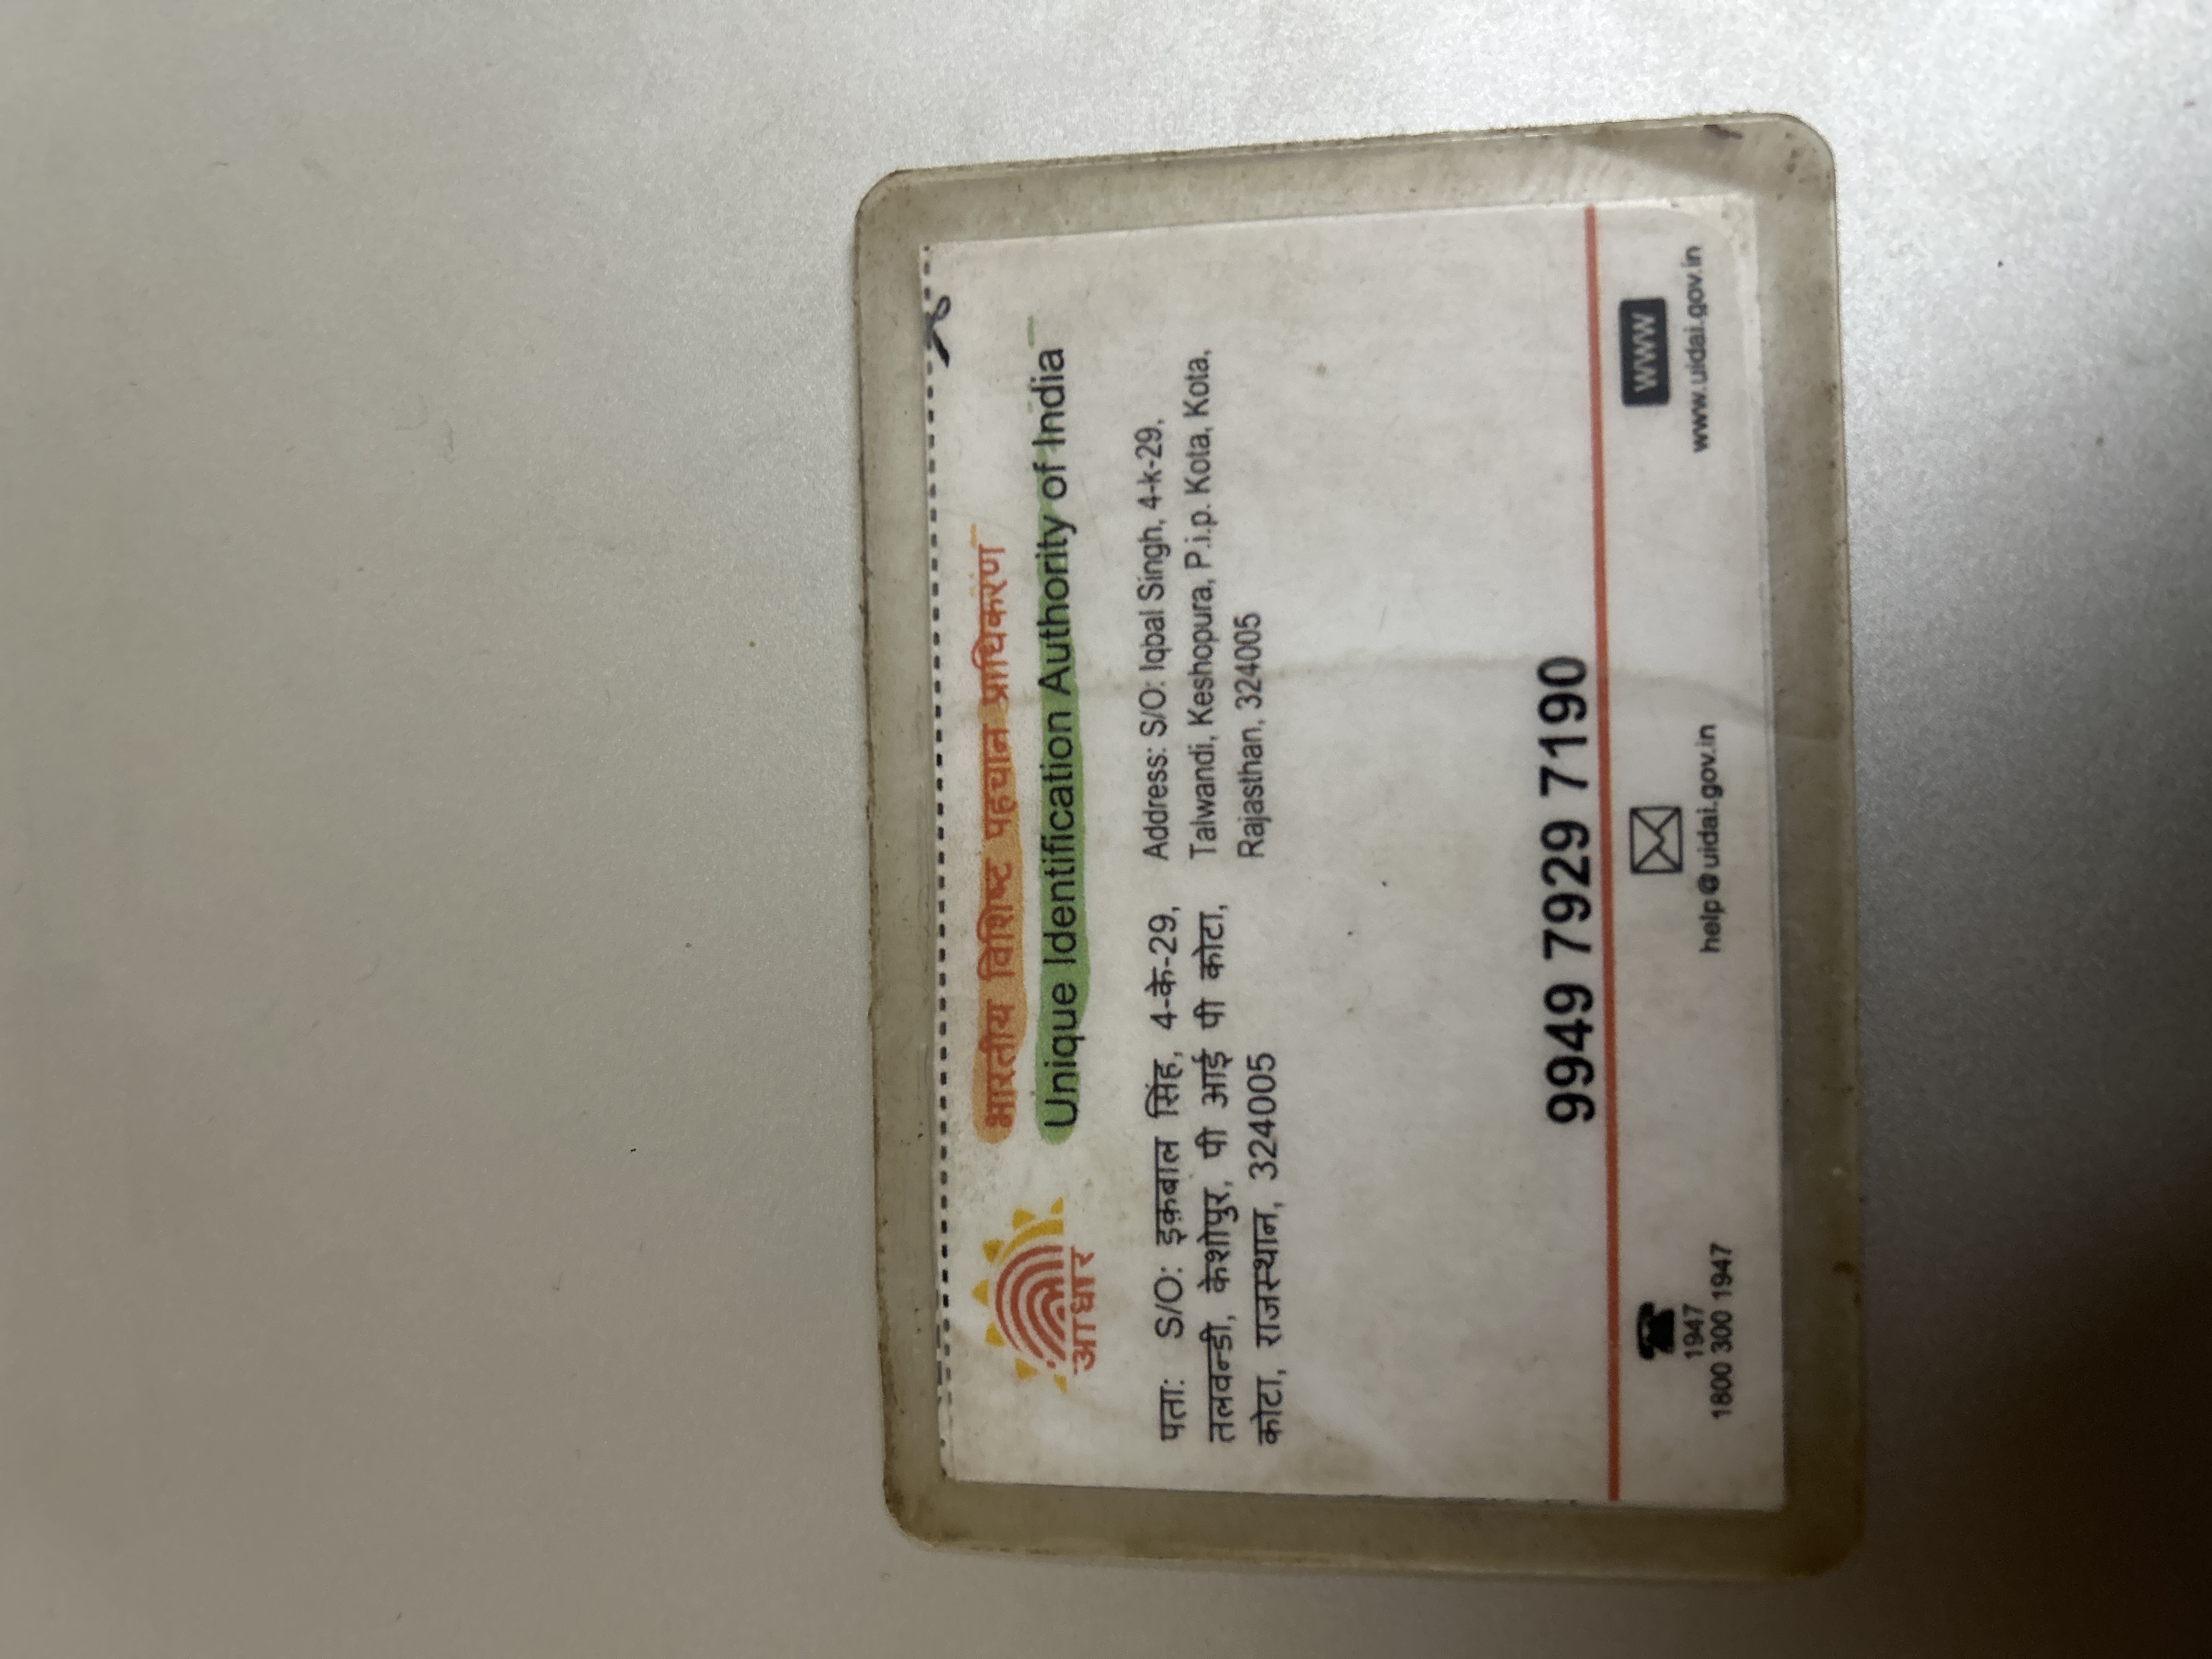 भारतीय विशिष्ट पहचान प्राधिकरण
Unique Identification Authority of India
आधार
पता: S/O: इक़बाल सिंह, 4-के-29,
तलवन्डी, केशोपुर, पी आई पी कोटा,
कोटा, राजस्थान, 324005
Address: S/O: Iqbal Singh, 4-k-29,
Talwandi, Keshopura, P.i.p. Kota, Kota,
Rajasthan, 324005
9949 7929 7190
1947
1800 300 1947
help@uidai.gov.in
WWW
www.uidai.gov.in